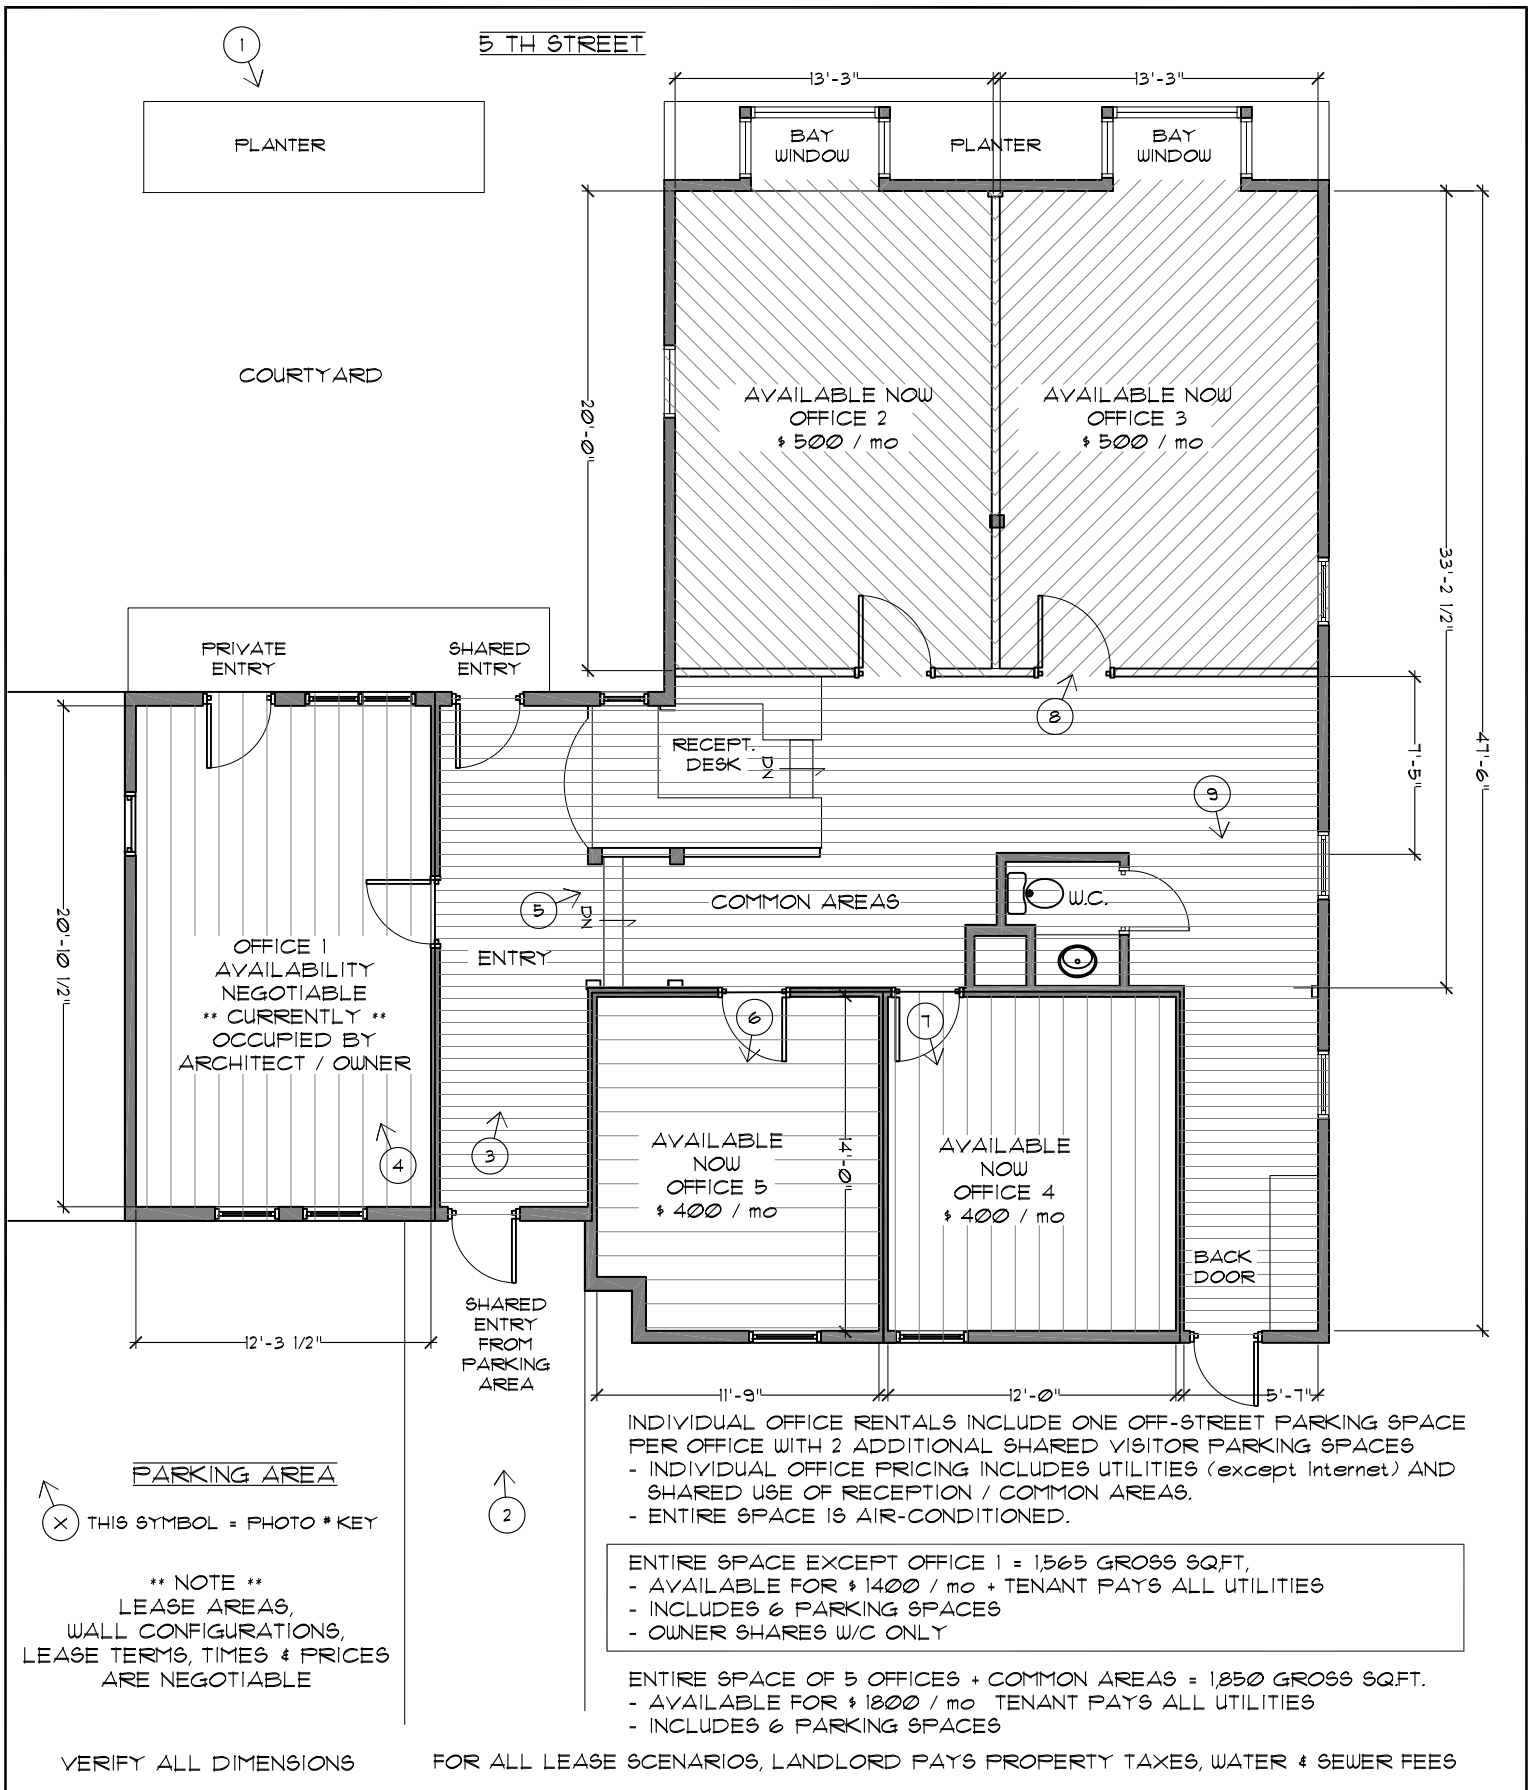 1
5 TH STREET
13'-3"
13'-3"
PLANTER
BAY
WINDOW
PLANTER
BAY
WINDOW
COURTYARD
20'-0"
AVAILABLE NOW
OFFICE 2
$ 500 / mo
AVAILABLE NOW
OFFICE 3
$ 500 / mo
33'-2 1/2"
47'-6"
PRIVATE
ENTRY
SHARED
ENTRY
8
RECEPT.
DESK
DN
7'-5"
9
5
DN
COMMON AREAS
W.C.
ENTRY
20'-10 1/2"
OFFICE 1
AVAILABILITY
NEGOTIABLE
** CURRENTLY **
OCCUPIED BY
ARCHITECT / OWNER
6
7
3
4
AVAILABLE
NOW
OFFICE 5
$ 400 / mo
14'-0"
AVAILABLE
NOW
OFFICE 4
$ 400 / mo
BACK
DOOR
12'-3 1/2"
SHARED
ENTRY
FROM
PARKING
AREA
11'-9"
12'-0"
5'-7"
INDIVIDUAL OFFICE RENTALS INCLUDE ONE OFF-STREET PARKING SPACE
PER OFFICE WITH 2 ADDITIONAL SHARED VISITOR PARKING SPACES
- INDIVIDUAL OFFICE PRICING INCLUDES UTILITIES (except Internet) AND
SHARED USE OF RECEPTION / COMMON AREAS.
- ENTIRE SPACE IS AIR-CONDITIONED.
PARKING AREA
X THIS SYMBOL = PHOTO # KEY
2
** NOTE **
LEASE AREAS,
WALL CONFIGURATIONS,
LEASE TERMS, TIMES & PRICES
ARE NEGOTIABLE
ENTIRE SPACE EXCEPT OFFICE 1 = 1,565 GROSS SQ.FT,
- AVAILABLE FOR $ 1400 / mo + TENANT PAYS ALL UTILITIES
- INCLUDES 6 PARKING SPACES
- OWNER SHARES W/C ONLY
ENTIRE SPACE OF 5 OFFICES + COMMON AREAS = 1,850 GROSS SQ.FT.
- AVAILABLE FOR $ 1800 / mo TENANT PAYS ALL UTILITIES
- INCLUDES 6 PARKING SPACES
VERIFY ALL DIMENSIONS
FOR ALL LEASE SCENARIOS, LANDLORD PAYS PROPERTY TAXES, WATER & SEWER FEES